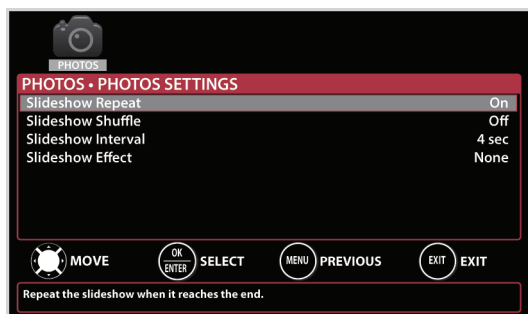 PHOTOS
PHOTOS • PHOTOS SETTINGS
Slideshow Repeat On
Slideshow Shuffle Off
Slideshow Interval 4 sec
Slideshow Effect None
MOVE OK ENTER SELECT MENU PREVIOUS EXIT EXIT
Repeat the slideshow when it reaches the end.